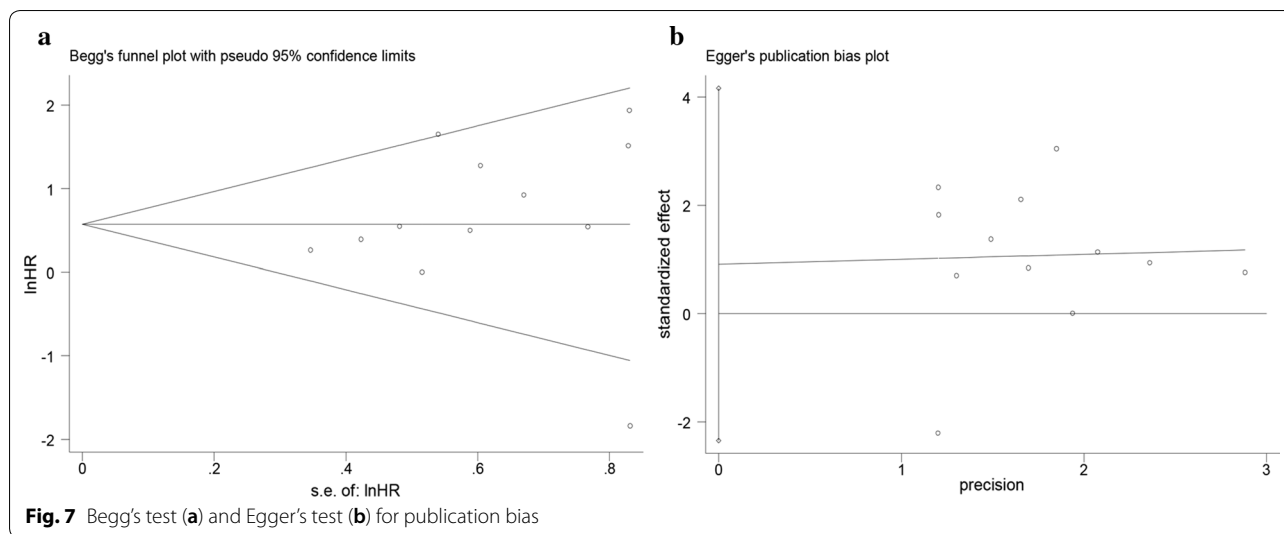 a
Begg's funnel plot with pseudo 95% confidence limits
lnHR
2
1
0
-1
-2
0
.2
.4
.6
.8
s.e. of: lnHR
b
Egger's publication bias plot
standardized effect
4
2
0
-2
0
1
2
3
precision
Fig. 7 Begg's test (a) and Egger's test (b) for publication bias